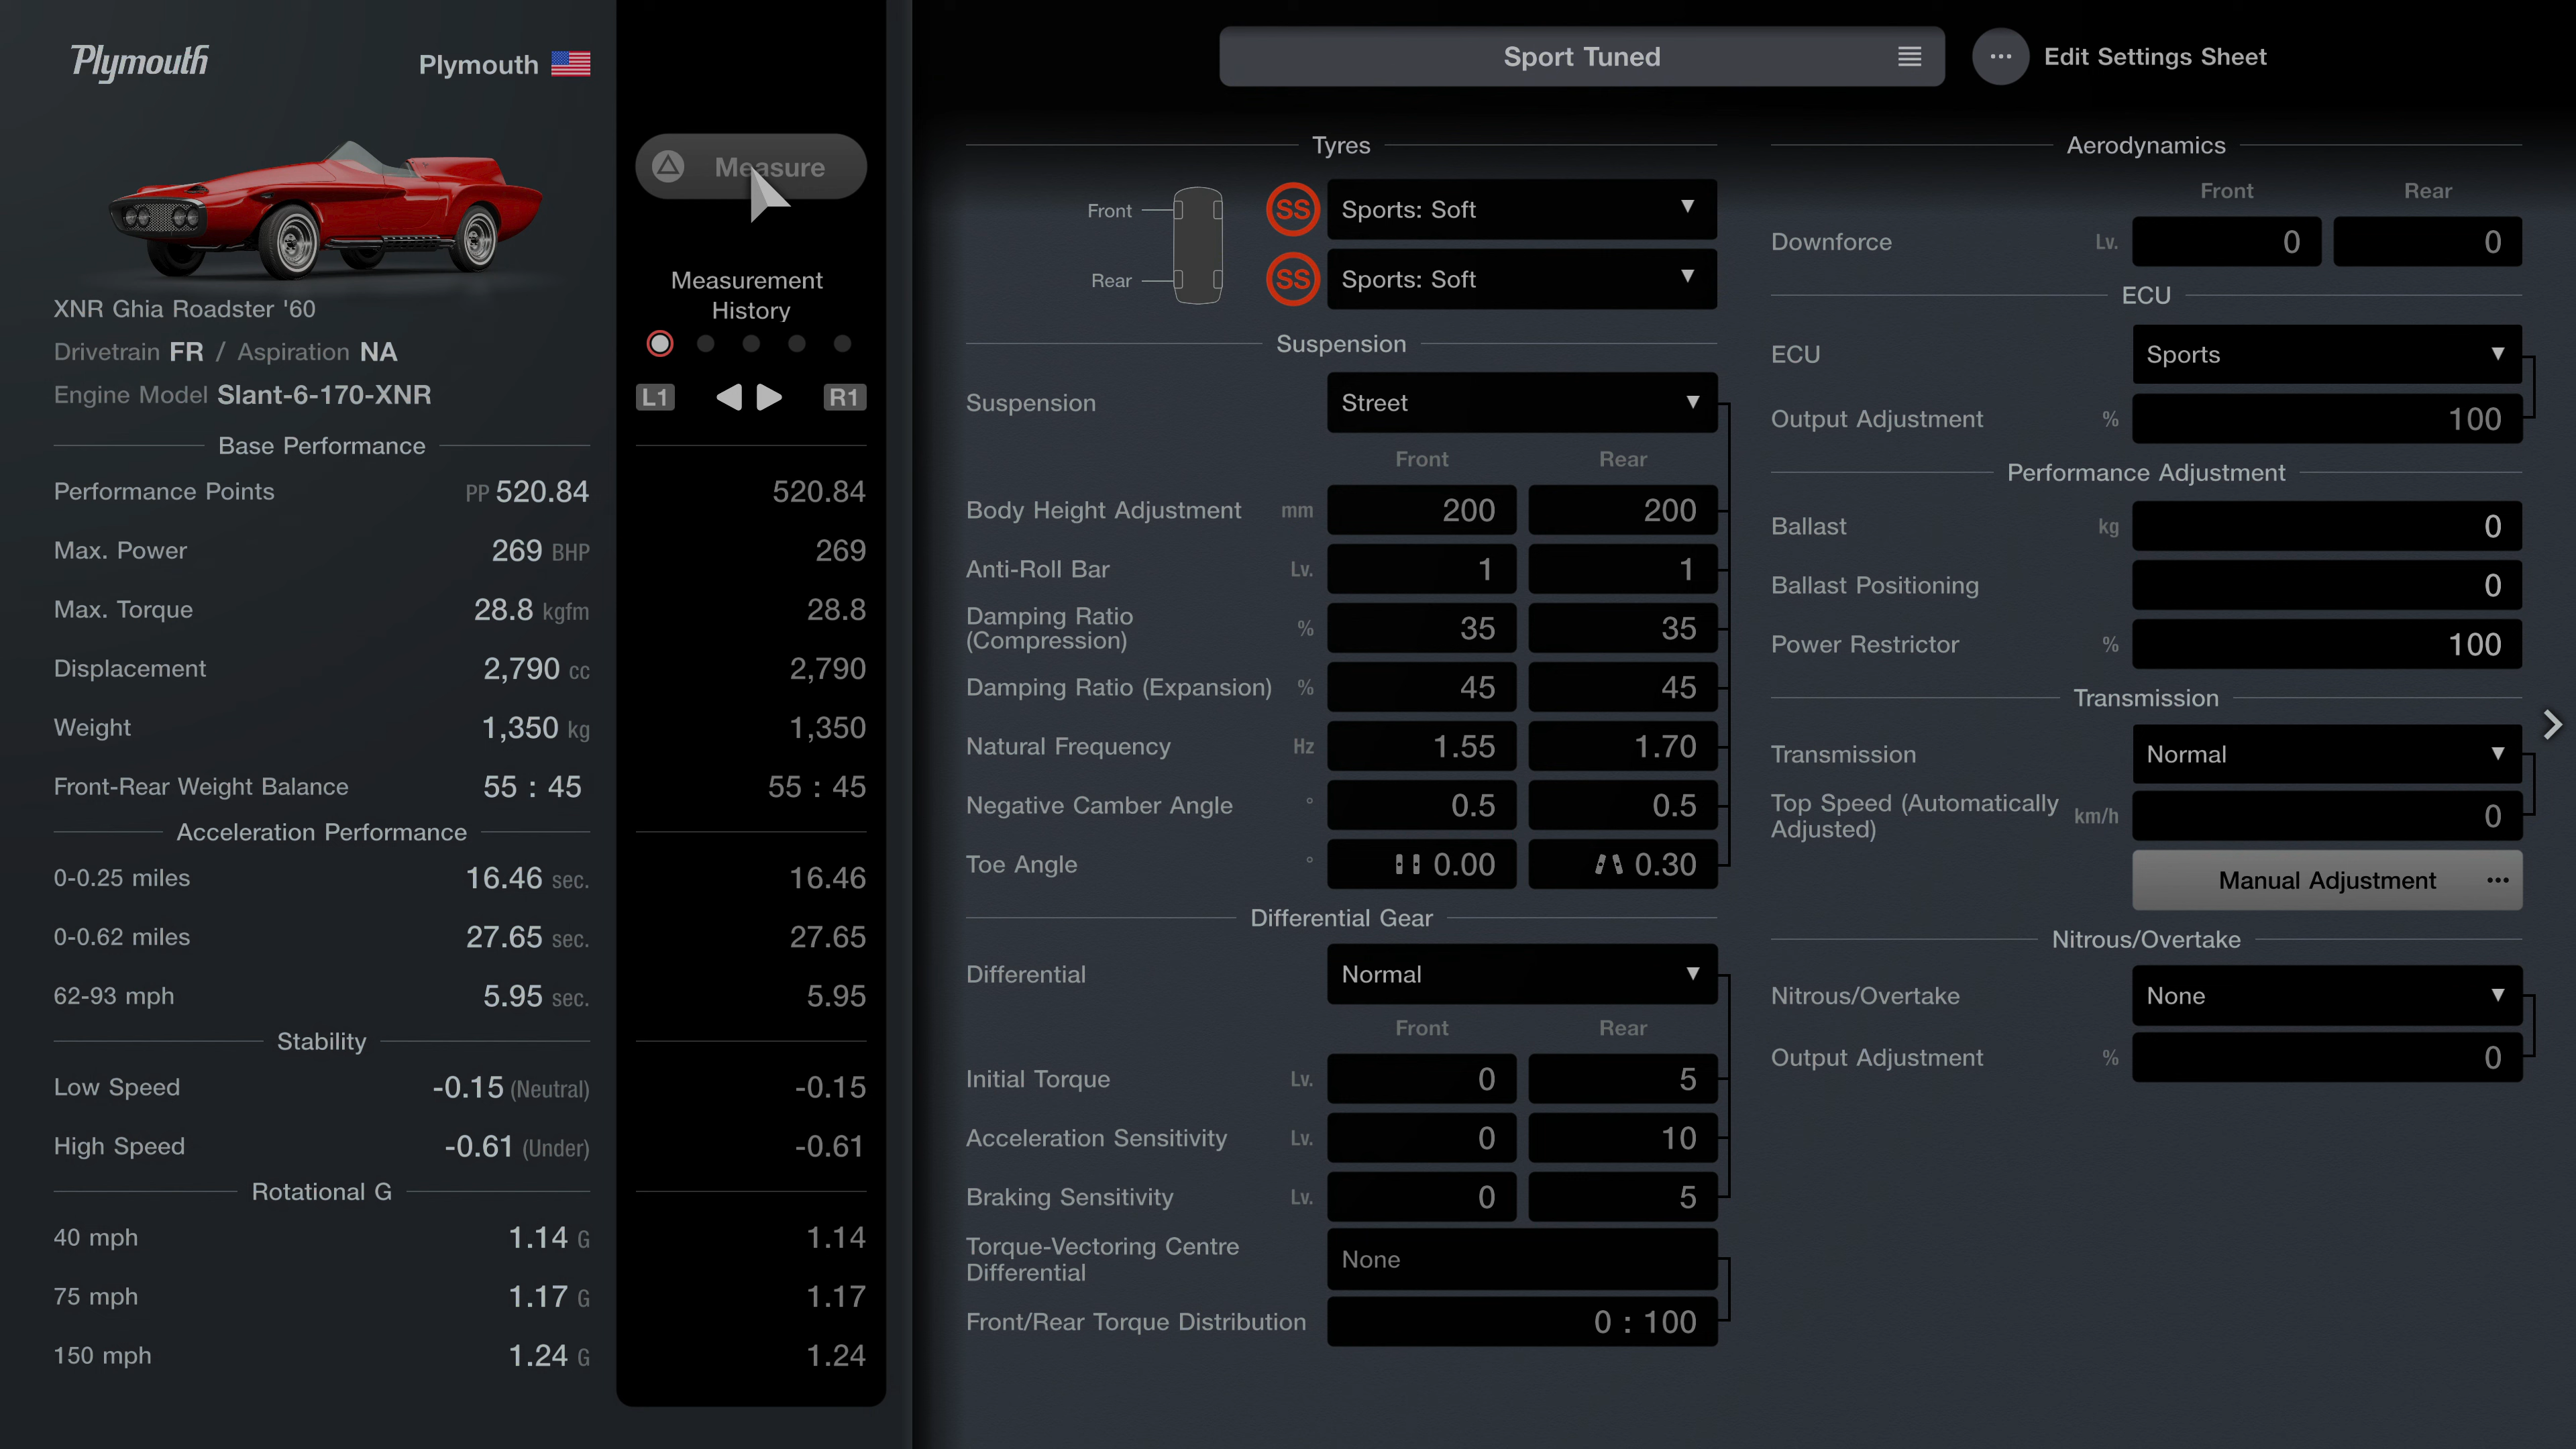 Plymouth
Plymouth
XNR Ghia Roadster '60
Drivetrain FR / Aspiration NA
Engine Model Slant-6-170-XNR
Base Performance
Performance Points PP 520.84
Max. Power 269 BHP
Max. Torque 28.8 kgfm
Displacement 2,790 cc
Weight 1,350 kg
Front-Rear Weight Balance 55 : 45
Acceleration Performance
0-0.25 miles 16.46 sec.
0-0.62 miles 27.65 sec.
62-93 mph 5.95 sec.
Stability
Low Speed -0.15 (Neutral)
High Speed -0.61 (Under)
Rotational G
40 mph 1.14 G
75 mph 1.17 G
150 mph 1.24 G
Measure
Measurement
History
L1 R1
520.84
269
28.8
2,790
1,350
55 : 45
16.46
27.65
5.95
-0.15
-0.61
1.14
1.17
1.24
Sport Tuned
Edit Settings Sheet
Tyres
Front SS Sports: Soft
Rear SS Sports: Soft
Suspension
Suspension Street
Front Rear
Body Height Adjustment mm 200 200
Anti-Roll Bar Lv. 1 1
Damping Ratio
(Compression) % 35 35
Damping Ratio (Expansion) % 45 45
Natural Frequency Hz 1.55 1.70
Negative Camber Angle ° 0.5 0.5
Toe Angle ° 0.00 0.30
Differential Gear
Differential Normal
Front Rear
Initial Torque Lv. 0 5
Acceleration Sensitivity Lv. 0 10
Braking Sensitivity Lv. 0 5
Torque-Vectoring Centre
Differential None
Front/Rear Torque Distribution 0 : 100
Aerodynamics
Front Rear
Downforce Lv. 0 0
ECU
ECU Sports
Output Adjustment % 100
Performance Adjustment
Ballast kg 0
Ballast Positioning 0
Power Restrictor % 100
Transmission
Transmission Normal
Top Speed (Automatically
Adjusted) km/h 0
Manual Adjustment
Nitrous/Overtake
Nitrous/Overtake None
Output Adjustment % 0